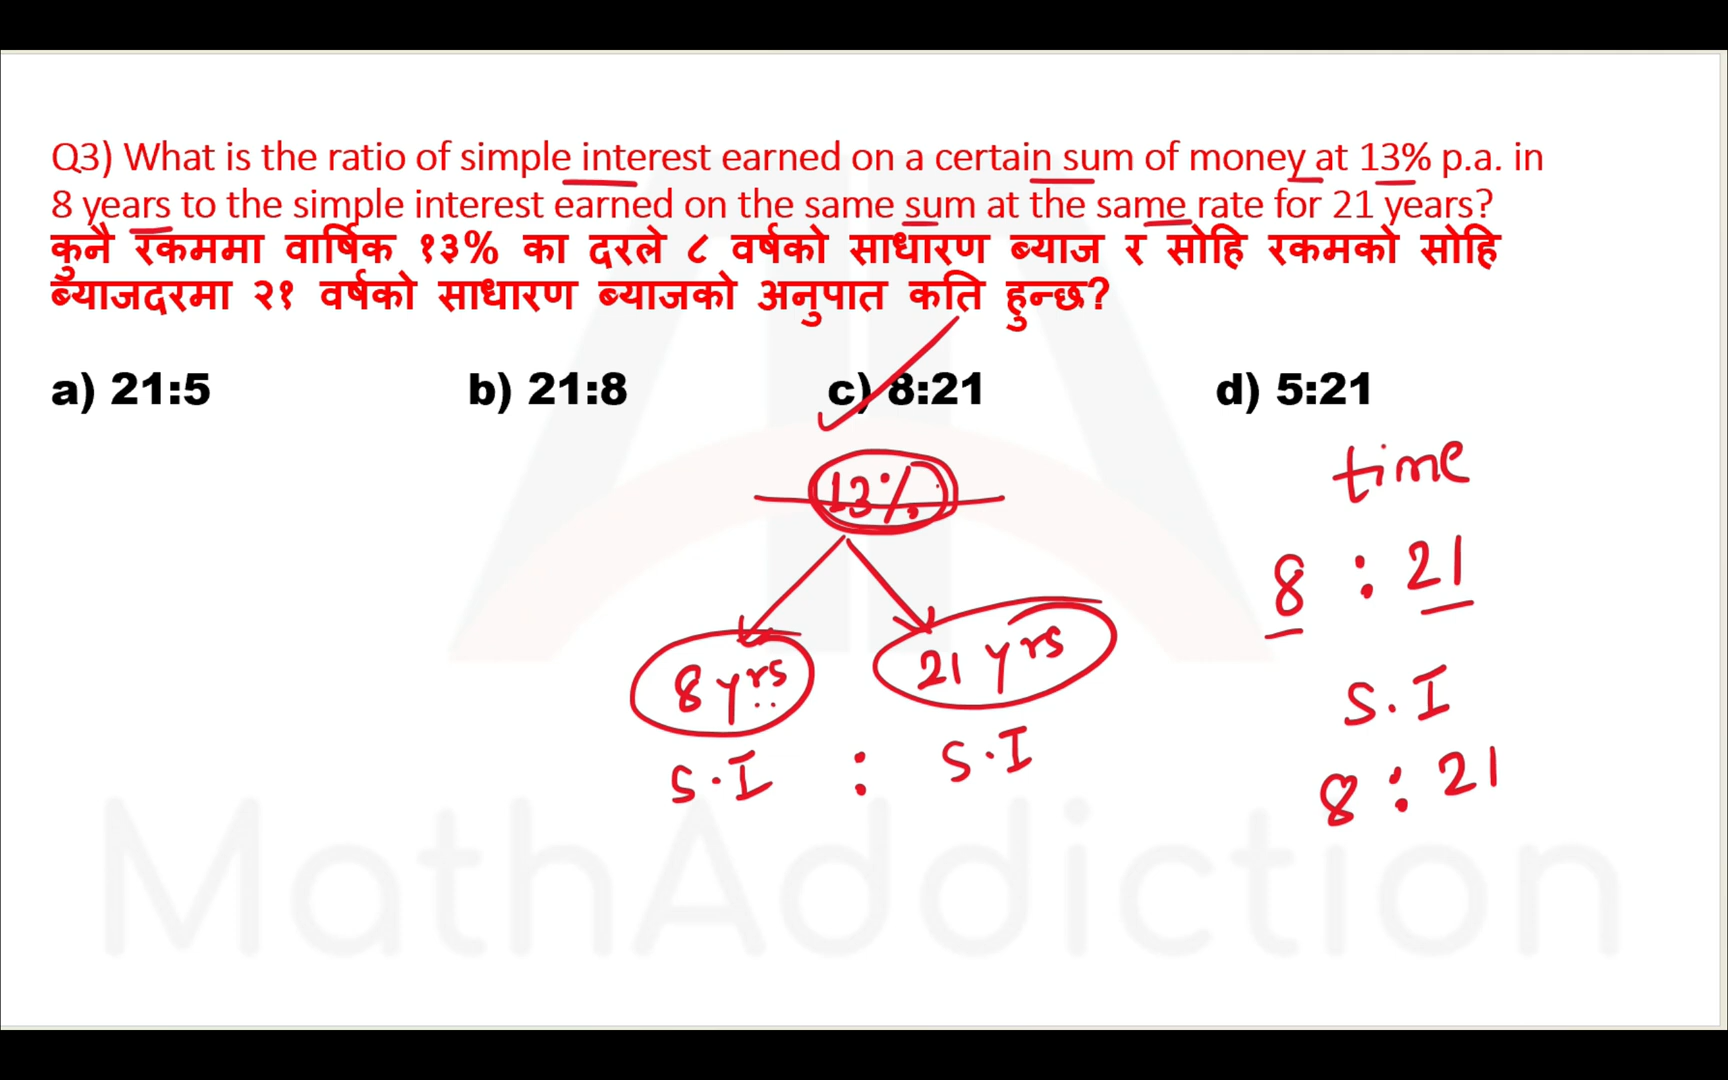 Q3) What is the ratio of simple interest earned on a certain sum of money at 13% p.a. in
8 years to the simple interest earned on the same sum at the same rate for 21 years?
कुनै रकममा वार्षिक १३% का दरले ८ वर्षको साधारण ब्याज र सोहि रकमको सोहि
ब्याजदरमा २१ वर्षको साधारण ब्याजको अनुपात कति हुन्छ?
a) 21:5 b) 21:8 c) 8:21 d) 5:21
time
13%
8 : 21
8 yrs 21 yrs
S.I
S.I : S.I
8 : 21
MathAddiction